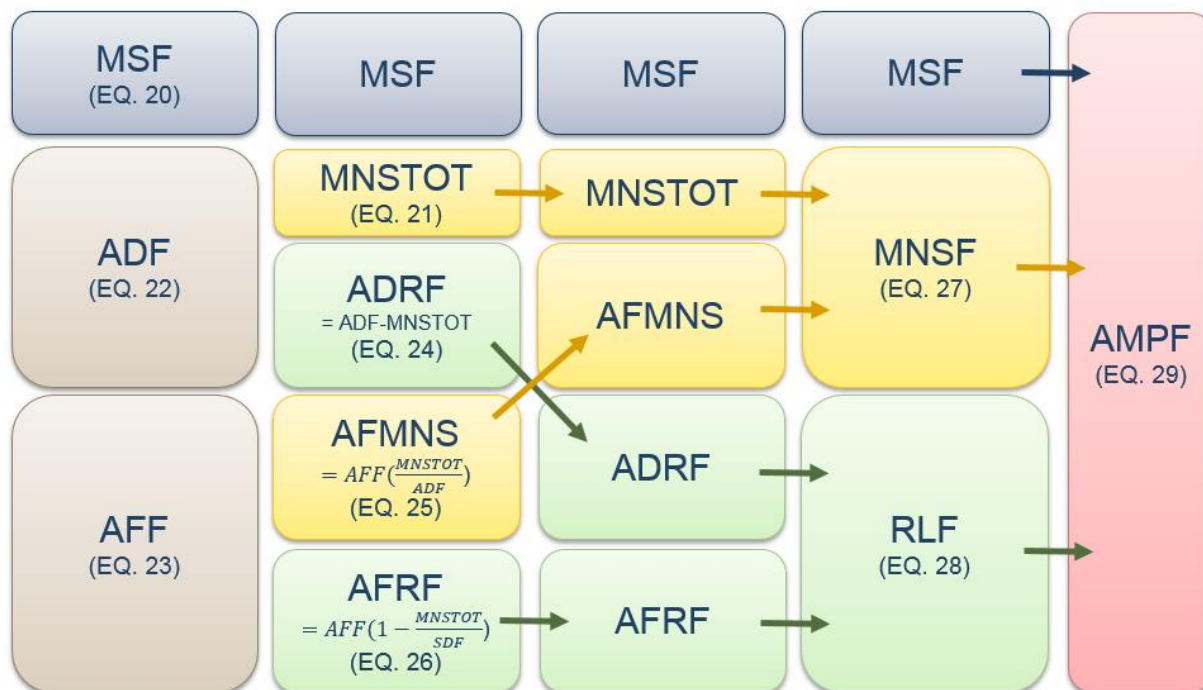 MSF
(EQ. 20)
MSF
MSF
MSF
ADF
(EQ. 22)
MNSTOT
(EQ. 21)
MNSTOT
ADRF
= ADF-MNSTOT
(EQ. 24)
AFMNS
MNSF
(EQ. 27)
AMPF
(EQ. 29)
AFF
(EQ. 23)
AFMNS
= AFF(MNSTOT/ADF)
(EQ. 25)
ADRF
RLF
(EQ. 28)
AFRF
= AFF(1 − MNSTOT/SDF)
(EQ. 26)
AFRF